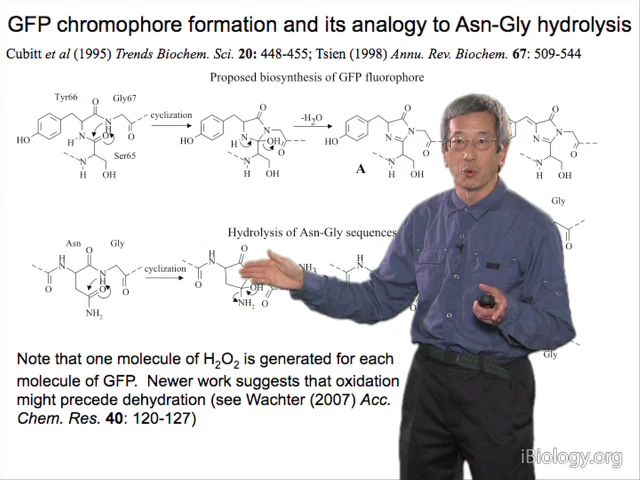 GFP chromophore formation and its analogy to Asn-Gly hydrolysis
Cubitt et al (1995) Trends Biochem. Sci. 20: 448-455; Tsien (1998) Annu. Rev. Biochem. 67: 509-544
Proposed biosynthesis of GFP fluorophore
Tyr66 O Gly67 cyclization -H₂O
HO Ser65 HO HO
A
N H OH N H OH N H OH
Hydrolysis of Asn-Gly sequences
Gly
Asn O Gly cyclization NH₃
NH₂ OH NH₂ O
Gly
Note that one molecule of H₂O₂ is generated for each
molecule of GFP. Newer work suggests that oxidation
might precede dehydration (see Wachter (2007) Acc.
Chem. Res. 40: 120-127)
iBiology.org